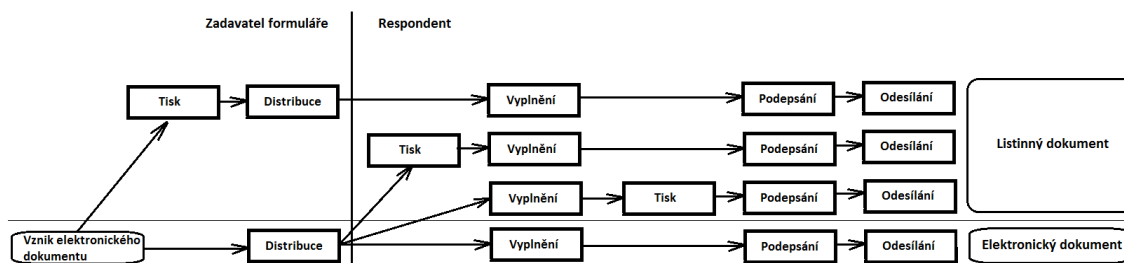 Zadavatel formuláře
Respondent
Tisk
Distribuce
Vyplnění
Podepsání
Odesílání
Tisk
Vyplnění
Podepsání
Odesílání
Listinný dokument
Vyplnění
Tisk
Podepsání
Odesílání
Vznik elektronického
dokumentu
Distribuce
Vyplnění
Podepsání
Odesílání
Elektronický dokument